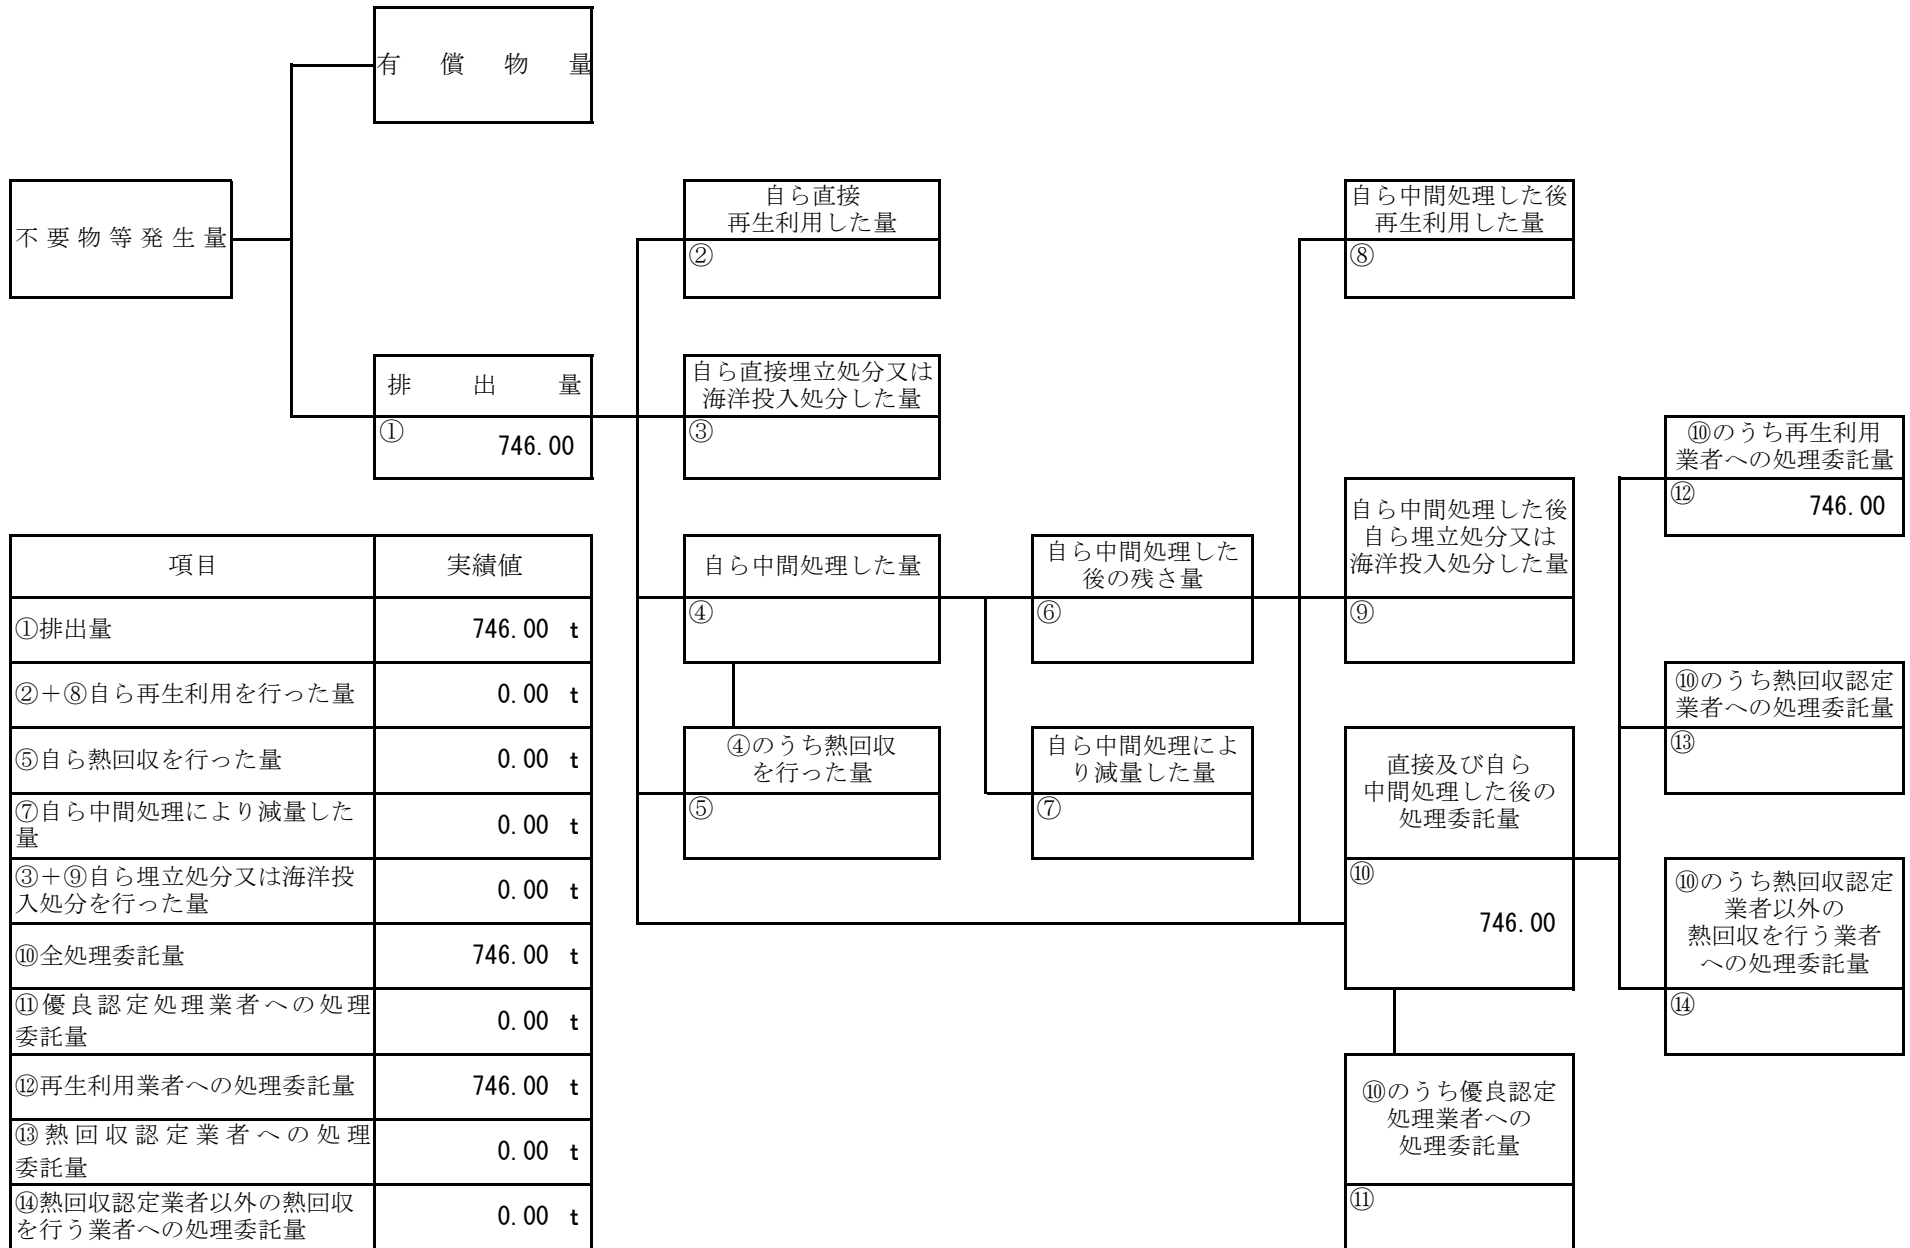 有償物量
不要物等発生量
排出量
① 746.00
自ら直接
再生利用した量
②
自ら直接埋立処分又は
海洋投入処分した量
③
自ら中間処理した量
④
④のうち熱回収
を行った量
⑤
自ら中間処理した
後の残さ量
⑥
自ら中間処理によ
り減量した量
⑦
自ら中間処理した後
再生利用した量
⑧
自ら中間処理した後
自ら埋立処分又は
海洋投入処分した量
⑨
直接及び自ら
中間処理した後の
処理委託量
⑩
746.00
⑩のうち優良認定
処理業者への
処理委託量
⑪
⑩のうち再生利用
業者への処理委託量
⑫ 746.00
⑩のうち熱回収認定
業者への処理委託量
⑬
⑩のうち熱回収認定
業者以外の
熱回収を行う業者
への処理委託量
⑭
項目 実績値
①排出量 746.00 t
②＋⑧自ら再生利用を行った量 0.00 t
⑤自ら熱回収を行った量 0.00 t
⑦自ら中間処理により減量した
量 0.00 t
③＋⑨自ら埋立処分又は海洋投
入処分を行った量 0.00 t
⑩全処理委託量 746.00 t
⑪優良認定処理業者への処理
委託量 0.00 t
⑫再生利用業者への処理委託量 746.00 t
⑬熱回収認定業者への処理
委託量 0.00 t
⑭熱回収認定業者以外の熱回収
を行う業者への処理委託量 0.00 t